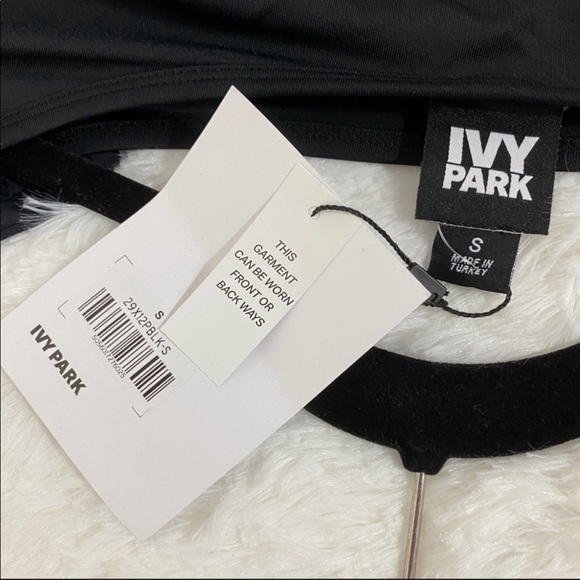 IVY
PARK
S
MADE IN
TURKEY
THIS
GARMENT
CAN BE WORN
FRONT OR
BACK WAYS
S
29X12PBLK-S
IVY PARK